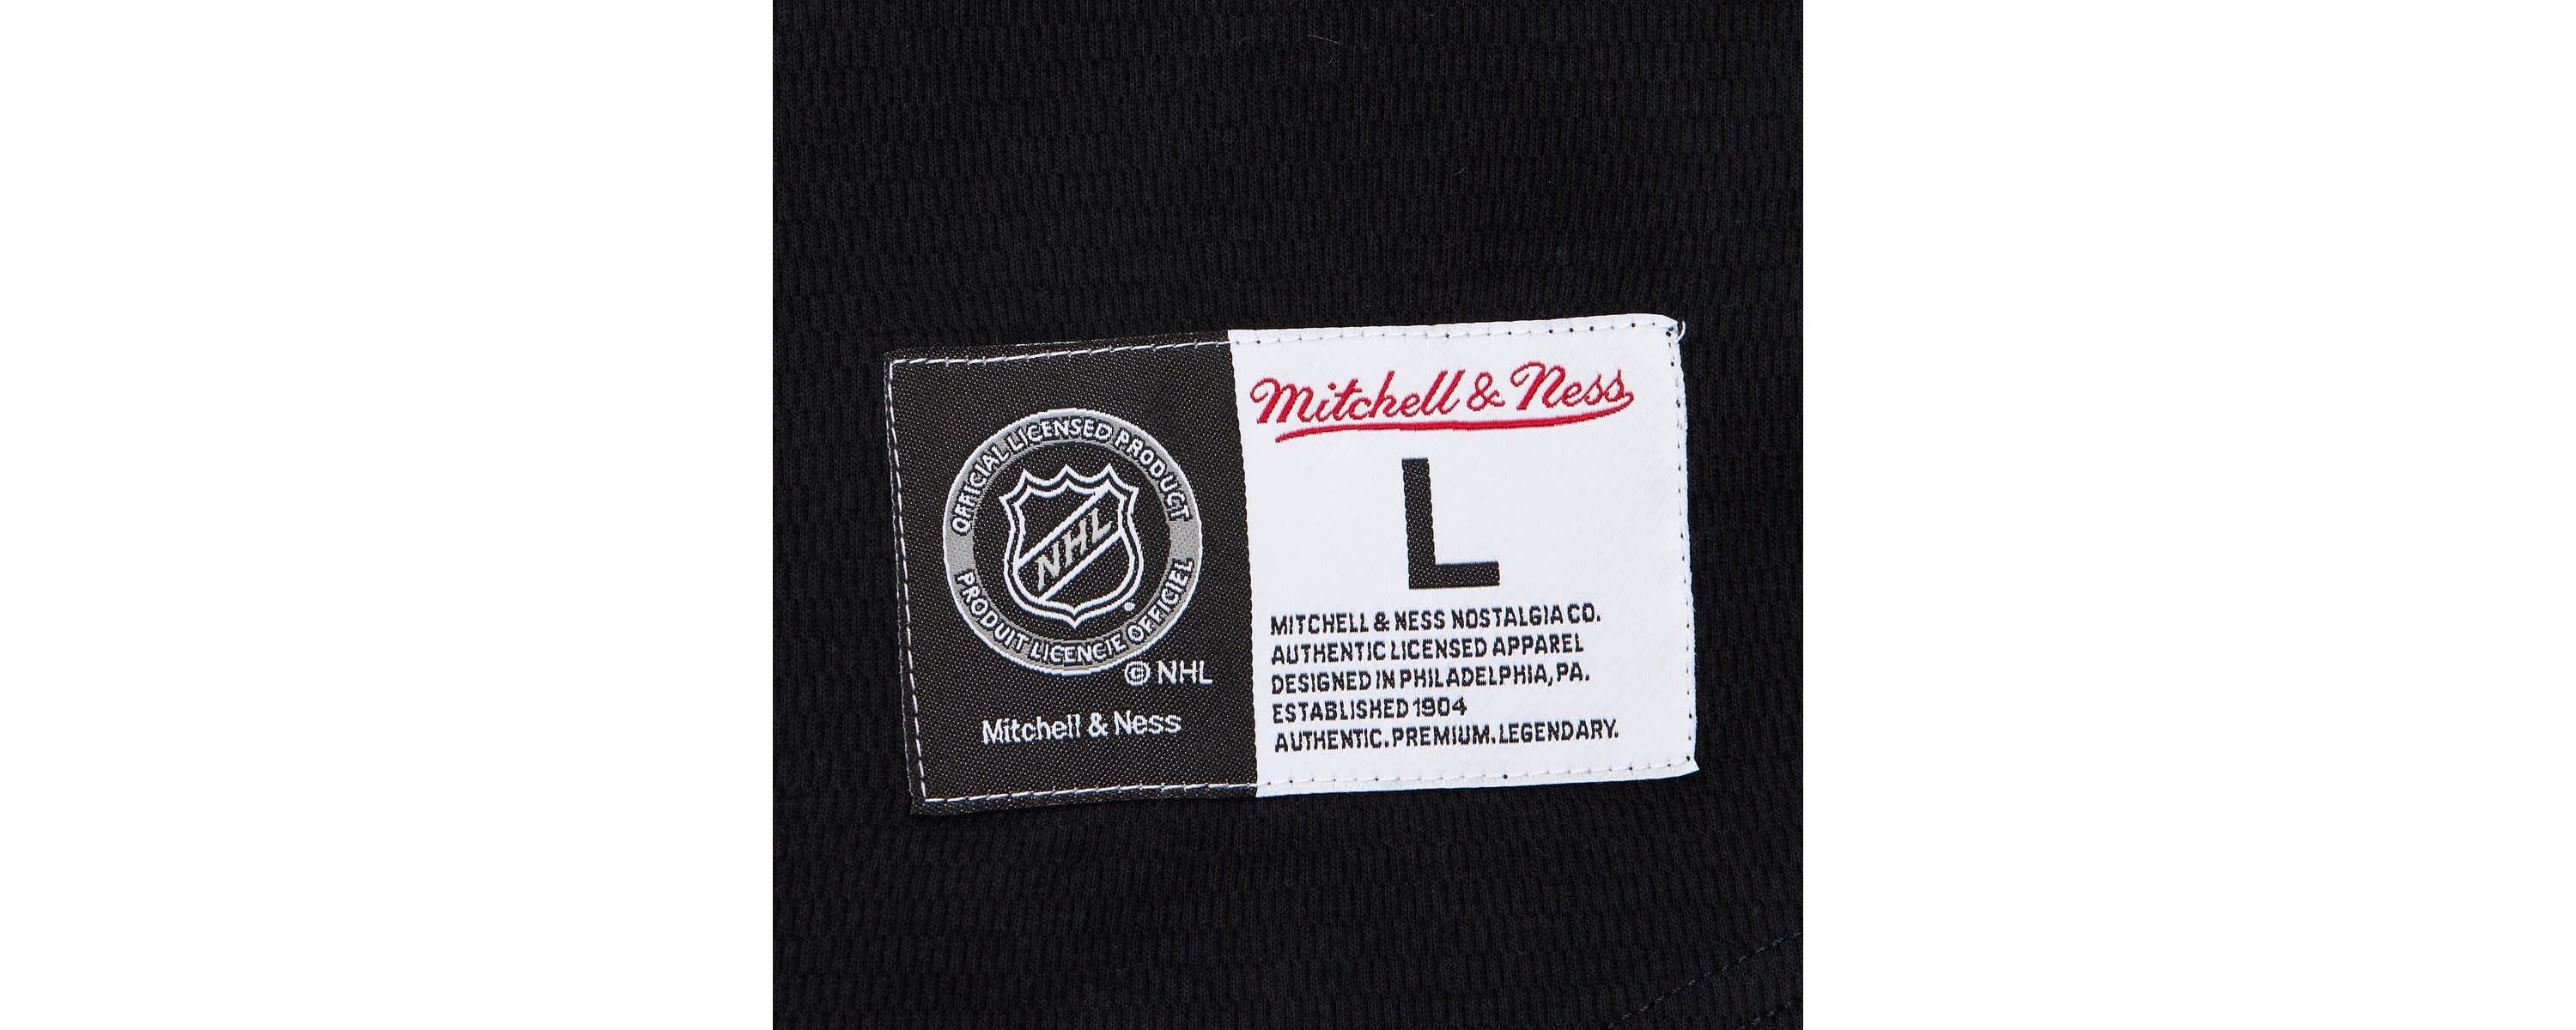 OFFICIAL LICENSED PRODUCT
NHL
PRODUIT LICENCIE OFFICIEL
© NHL
Mitchell & Ness
Mitchell & Ness
L
MITCHELL & NESS NOSTALGIA CO.
AUTHENTIC LICENSED APPAREL
DESIGNED IN PHILADELPHIA, PA.
ESTABLISHED 1904
AUTHENTIC. PREMIUM. LEGENDARY.